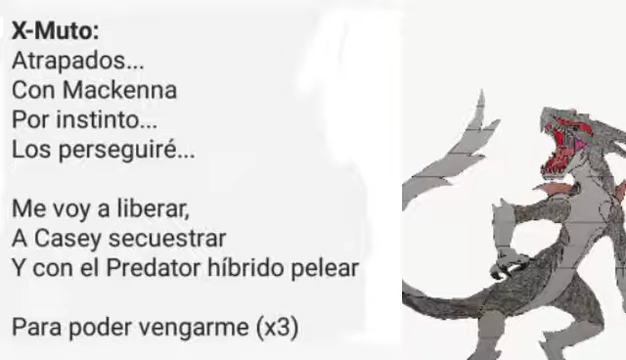 X-Muto:
Atrapados...
Con Mackenna
Por instinto...
Los perseguiré...
Me voy a liberar,
A Casey secuestrar
Y con el Predator híbrido pelear
Para poder vengarme (x3)